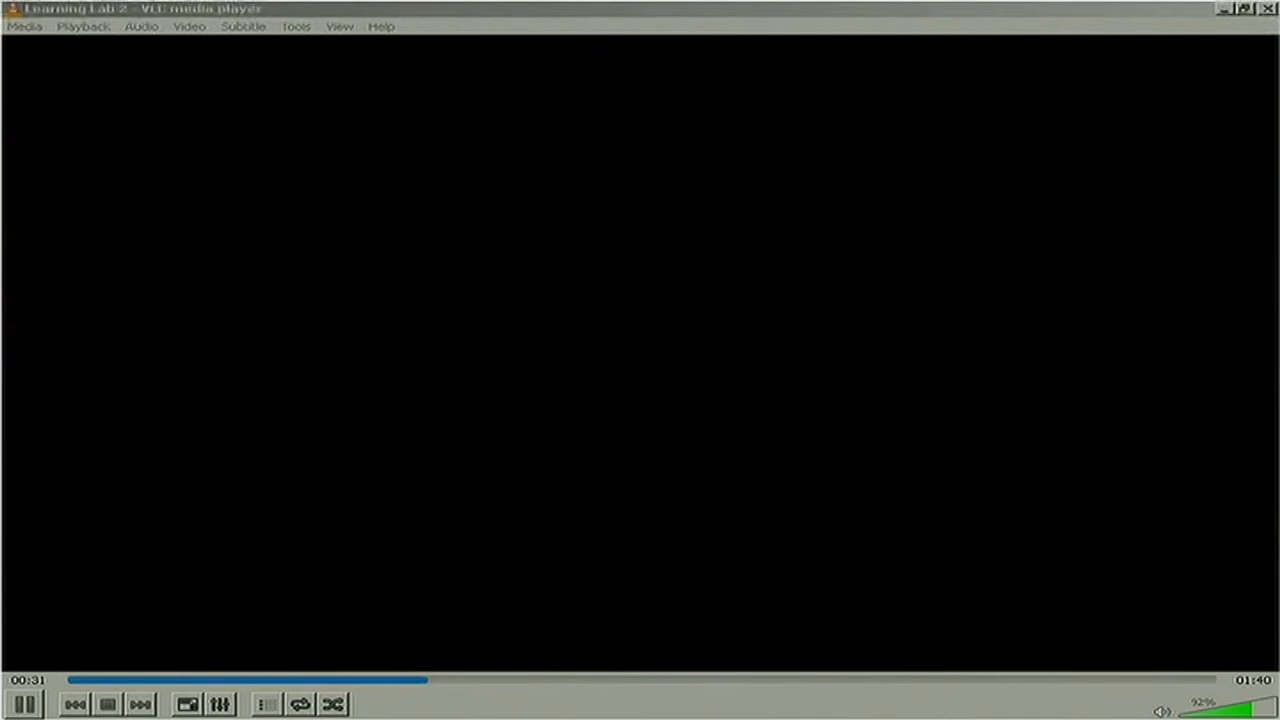 Learning Lab 2 - VLC media player
Media Playback Audio Video Subtitle Tools View Help
00:31 01:40
92%